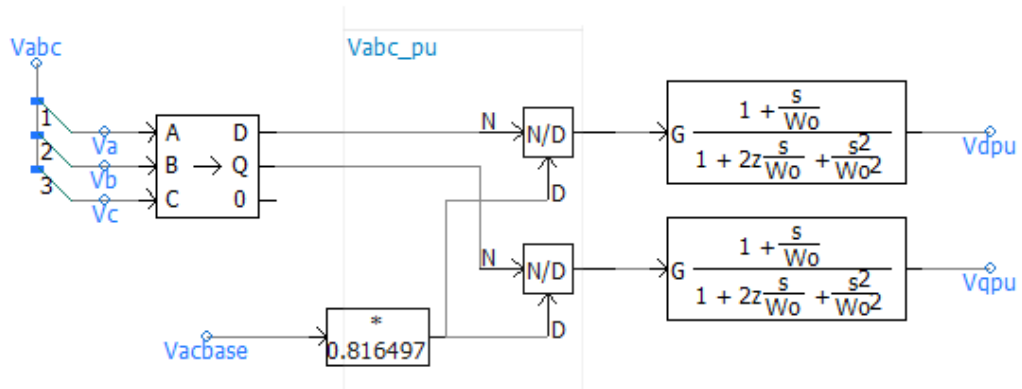 Vabc
Vabc_pu
1
2
3
Va
Vb
Vc
A
B
C
D
Q
0
N
N/D
D
G
1 + s/Wo
1 + 2z s/Wo + s²/Wo²
Vdpu
N
N/D
D
G
1 + s/Wo
1 + 2z s/Wo + s²/Wo²
Vqpu
Vacbase
*
0.816497